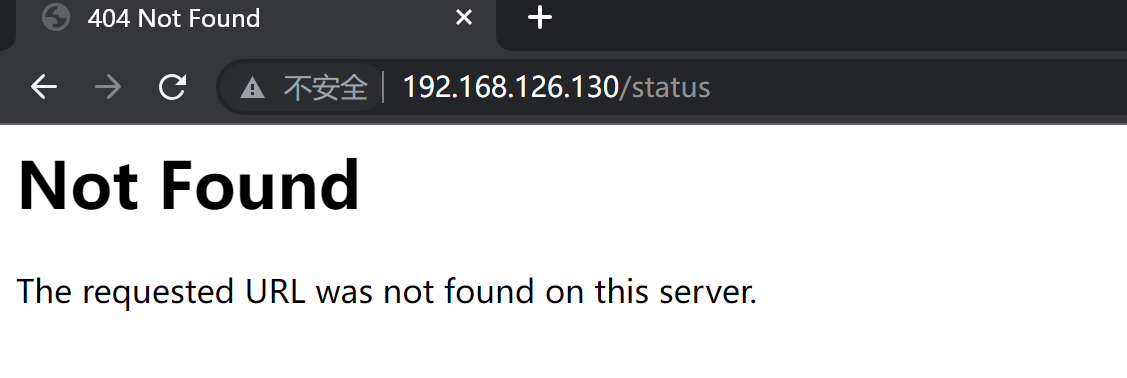 404 Not Found
不安全 192.168.126.130/status
Not Found
The requested URL was not found on this server.